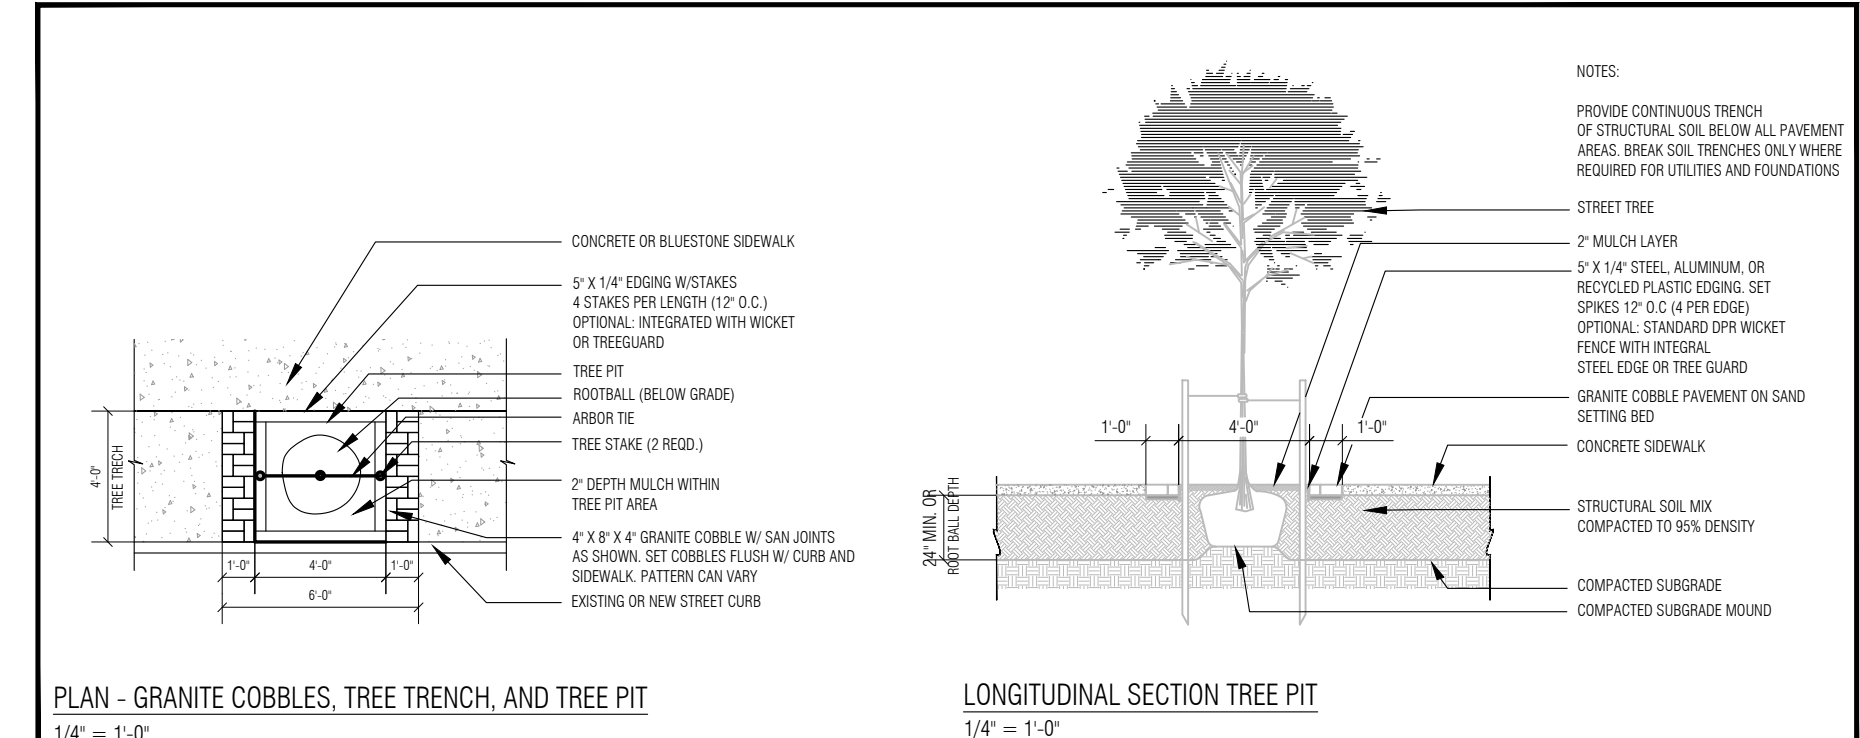 CONCRETE OR BLUESTONE SIDEWALK
5" X 1/4" EDGING W/STAKES
4 STAKES PER LENGTH (12" O.C.)
OPTIONAL: INTEGRATED WITH WICKET
OR TREEGUARD
TREE PIT
ROOTBALL (BELOW GRADE)
ARBOR TIE
TREE STAKE (2 REQD.)
2" DEPTH MULCH WITHIN
TREE PIT AREA
4" X 8" X 4" GRANITE COBBLE W/ SAN JOINTS
AS SHOWN. SET COBBLES FLUSH W/ CURB AND
SIDEWALK. PATTERN CAN VARY
EXISTING OR NEW STREET CURB
4'-0"
TREE TRECH
1'-0"
4'-0"
1'-0"
6'-0"
PLAN - GRANITE COBBLES, TREE TRENCH, AND TREE PIT
1/4" = 1'-0"
NOTES:
PROVIDE CONTINUOUS TRENCH
OF STRUCTURAL SOIL BELOW ALL PAVEMENT
AREAS. BREAK SOIL TRENCHES ONLY WHERE
REQUIRED FOR UTILITIES AND FOUNDATIONS
STREET TREE
2" MULCH LAYER
5" X 1/4" STEEL, ALUMINUM, OR
RECYCLED PLASTIC EDGING. SET
SPIKES 12" O.C (4 PER EDGE)
OPTIONAL: STANDARD DPR WICKET
FENCE WITH INTEGRAL
STEEL EDGE OR TREE GUARD
GRANITE COBBLE PAVEMENT ON SAND
SETTING BED
CONCRETE SIDEWALK
STRUCTURAL SOIL MIX
COMPACTED TO 95% DENSITY
COMPACTED SUBGRADE
COMPACTED SUBGRADE MOUND
1'-0"
4'-0"
1'-0"
24" MIN. OR
ROOT BALL DEPTH
LONGITUDINAL SECTION TREE PIT
1/4" = 1'-0"